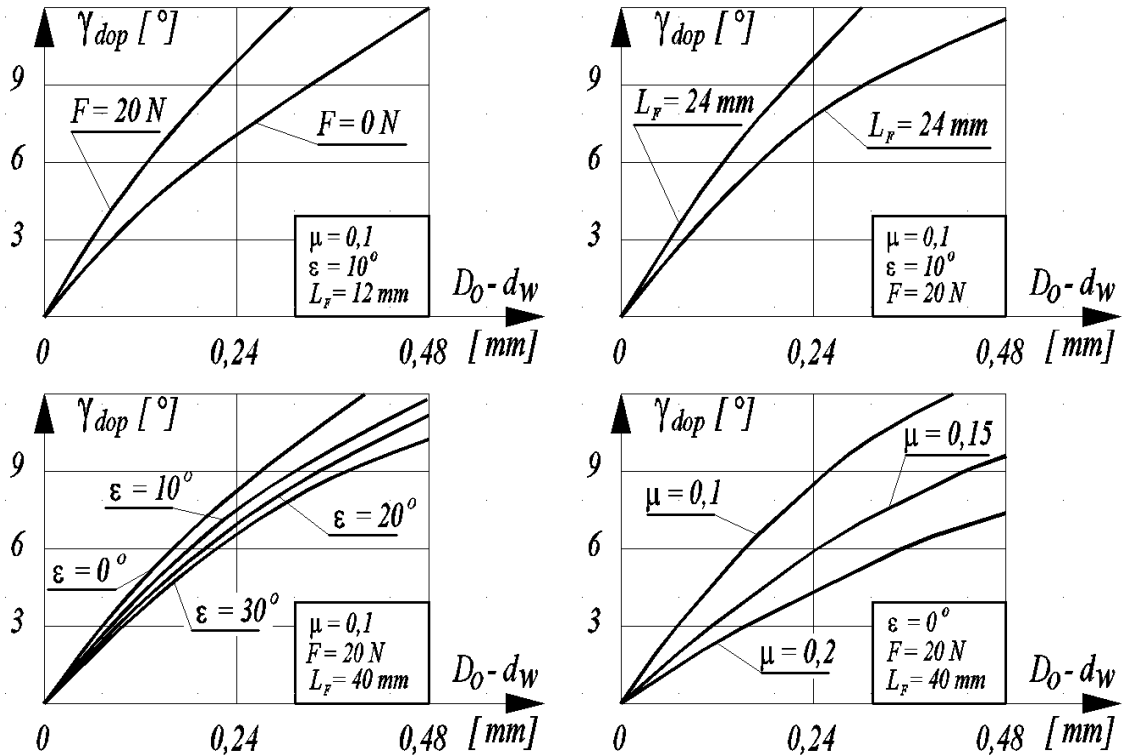 γdop [°]
9
6
3
F = 20 N
F = 0 N
μ = 0,1
ε = 10°
LF = 12 mm
DO - dW
[mm]
0
0,24
0,48
γdop [°]
9
6
3
LF = 24 mm
LF = 24 mm
μ = 0,1
ε = 10°
F = 20 N
DO - dW
[mm]
0
0,24
0,48
γdop [°]
9
6
3
ε = 10°
ε = 20°
ε = 0°
ε = 30°
μ = 0,1
F = 20 N
LF = 40 mm
DO - dW
[mm]
0
0,24
0,48
γdop [°]
9
6
3
μ = 0,15
μ = 0,1
μ = 0,2
ε = 0°
F = 20 N
LF = 40 mm
DO - dW
[mm]
0
0,24
0,48